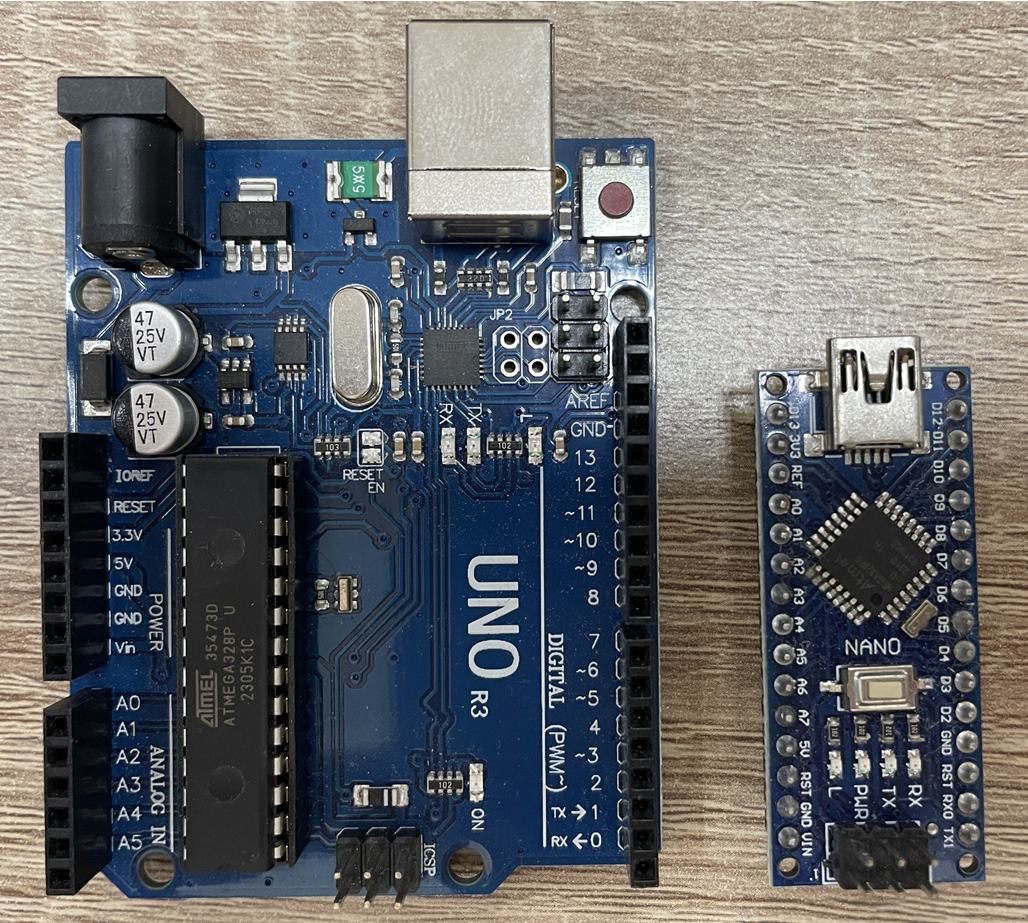 5W5
47
25V
VT
47
25V
VT
220
JP2
RX
TX
L
102
103
RESET
EN
AREF
GND
13
12
~11
~10
~9
8
7
~6
~5
4
~3
2
TX→1
RX←0
DIGITAL (PWM~)
IOREF
RESET
3.3V
5V
GND
GND
Vin
POWER
A0
A1
A2
A3
A4
A5
ANALOG IN
ATMEL 35473D
ATMEGA328P U
2305K1C
UNO
R3
102
ON
ICSP
D13
3V3
REF
A0
A1
A2
A3
A4
A5
A6
A7
5V
RST
GND
VIN
D12
D11
D10
D9
D8
D7
D6
D5
D4
D3
D2
GND
RST
RX0
TX1
NANO
L
PWR
TX
RX